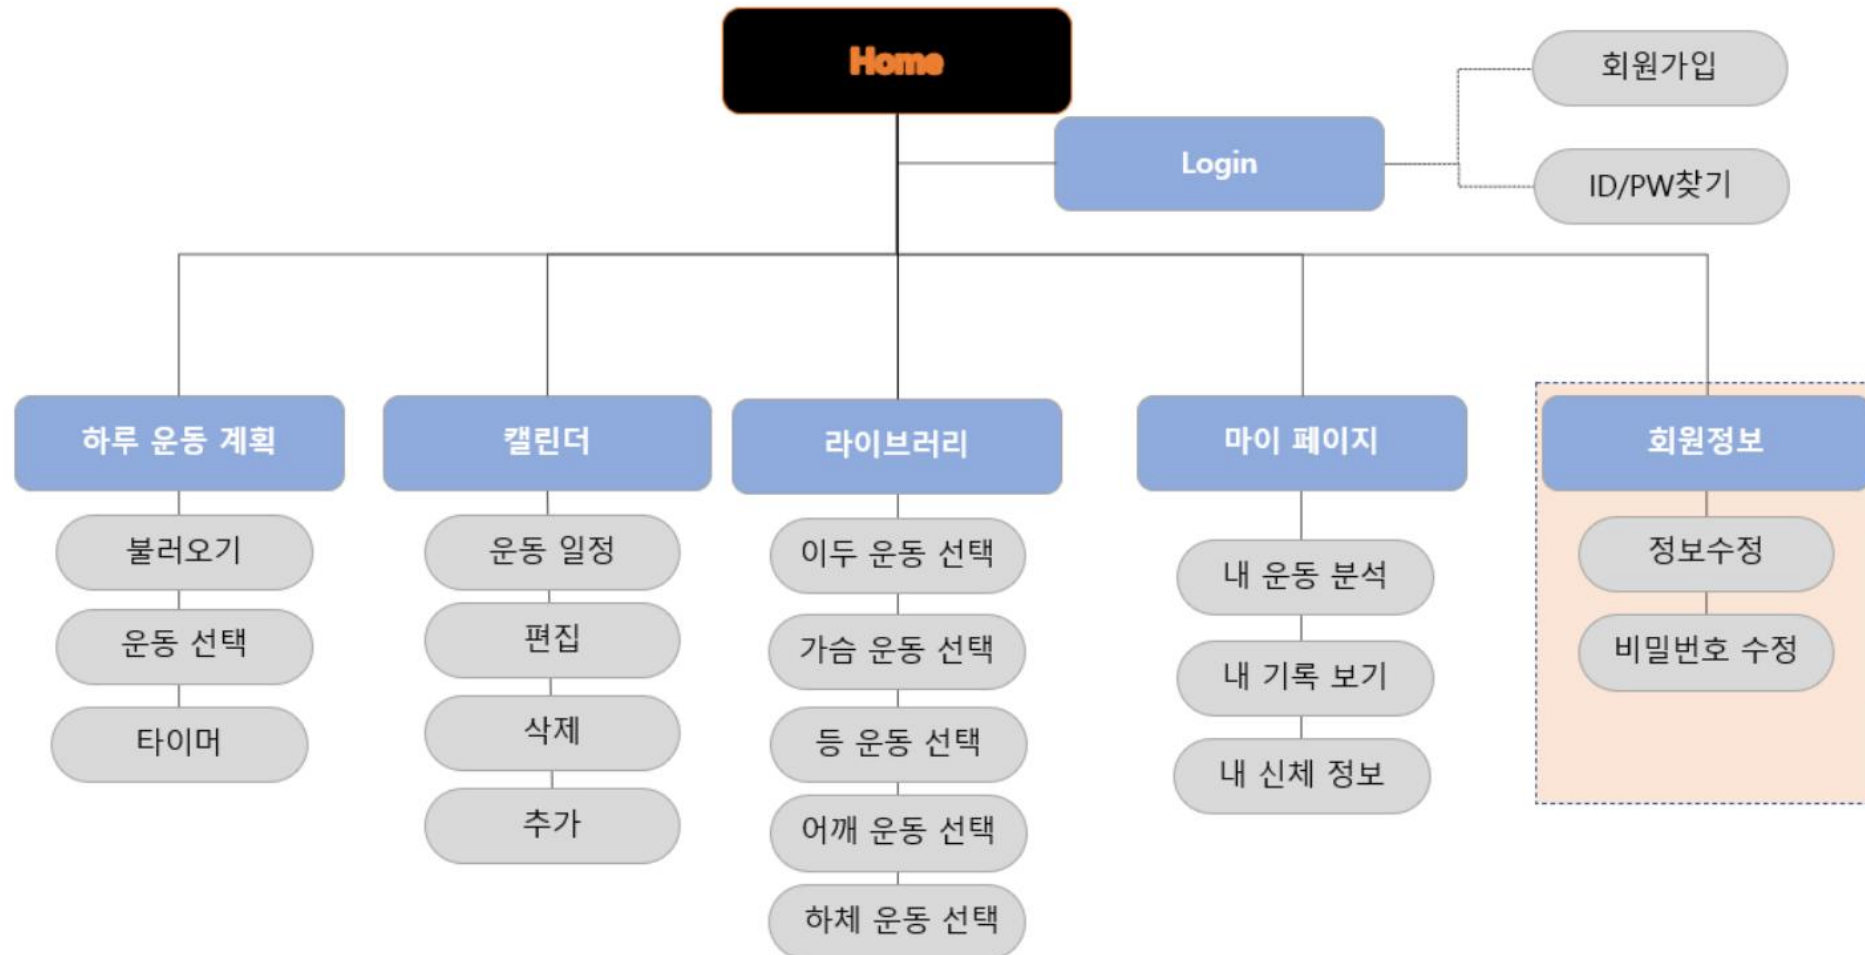 Home
Login
회원가입
ID/PW찾기
하루 운동 계획
불러오기
운동 선택
타이머
캘린더
운동 일정
편집
삭제
추가
라이브러리
이두 운동 선택
가슴 운동 선택
등 운동 선택
어깨 운동 선택
하체 운동 선택
마이 페이지
내 운동 분석
내 기록 보기
내 신체 정보
회원정보
정보수정
비밀번호 수정